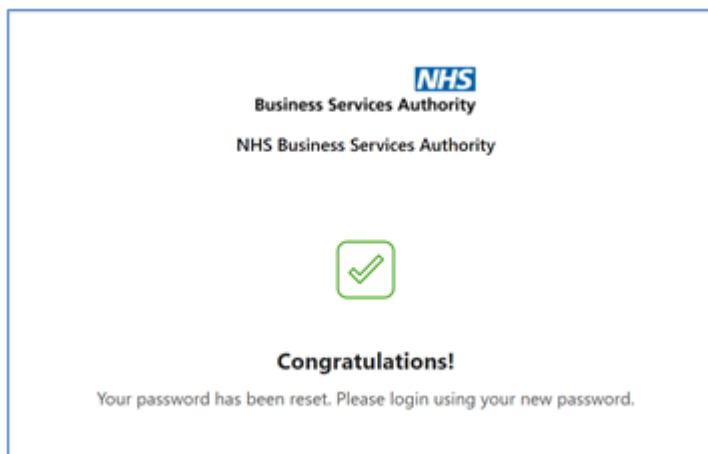 NHS
Business Services Authority
NHS Business Services Authority
Congratulations!
Your password has been reset. Please login using your new password.